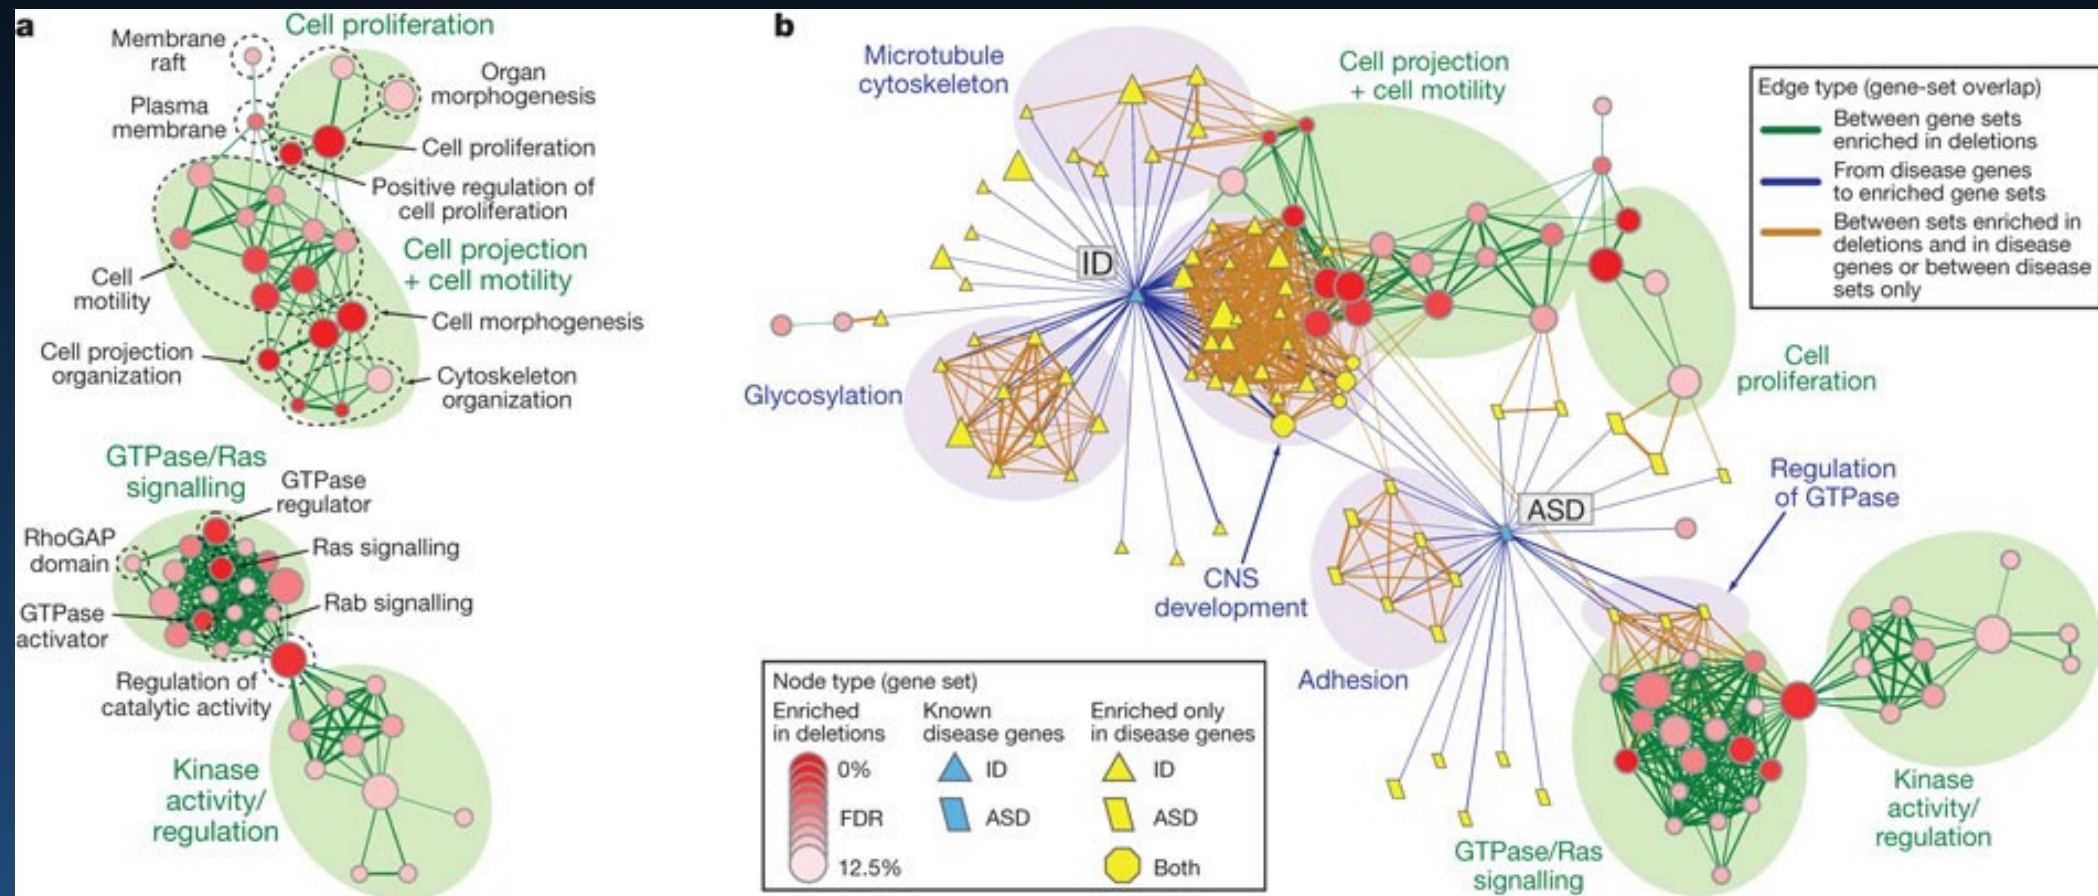 a
Cell proliferation
Membrane
raft
Organ
morphogenesis
Plasma
membrane
Cell proliferation
Positive regulation of
cell proliferation
Cell projection
+ cell motility
Cell
motility
Cell morphogenesis
Cell projection
organization
Cytoskeleton
organization
GTPase/Ras
signalling
GTPase
regulator
RhoGAP
domain
Ras signalling
GTPase
activator
Rab signalling
Regulation of
catalytic activity
Kinase
activity/
regulation
b
Microtubule
cytoskeleton
Cell projection
+ cell motility
Edge type (gene-set overlap)
Between gene sets
enriched in deletions
From disease genes
to enriched gene sets
Between sets enriched in
deletions and in disease
genes or between disease
sets only
ID
Glycosylation
Cell
proliferation
Regulation
of GTPase
ASD
CNS
development
Adhesion
Node type (gene set)
Enriched
in deletions
Known
disease genes
Enriched only
in disease genes
0%
FDR
12.5%
ID
ASD
ID
ASD
Both
Kinase
activity/
regulation
GTPase/Ras
signalling